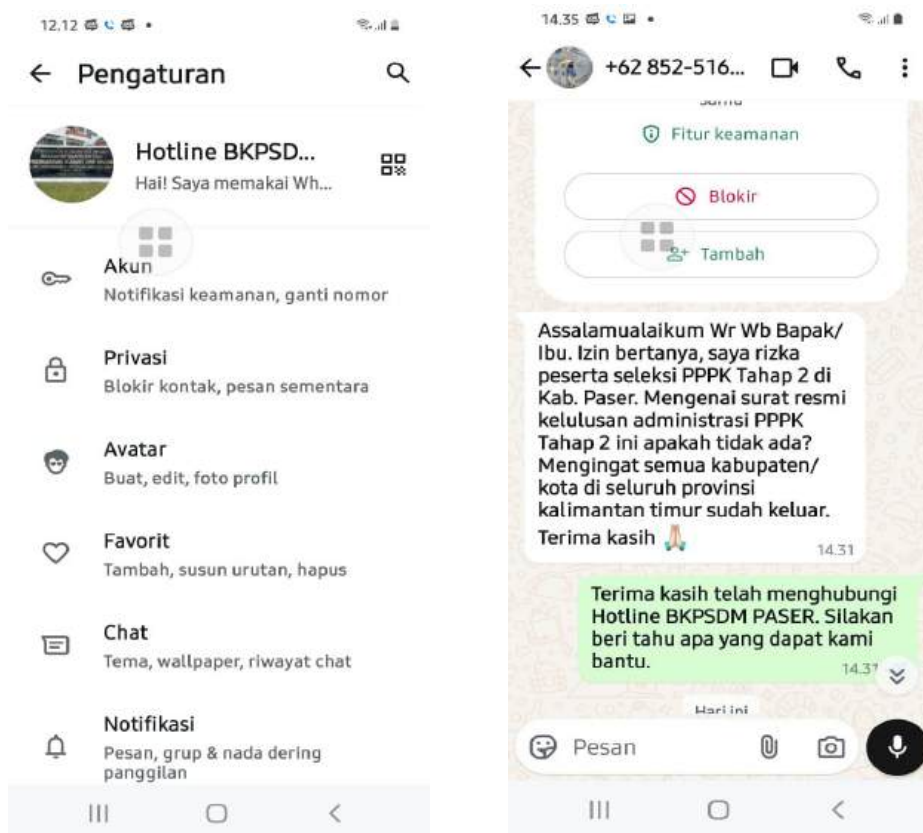 12.12
Pengaturan
Hotline BKPSD...
Hai! Saya memakai Wh...
Akun
Notifikasi keamanan, ganti nomor
Privasi
Blokir kontak, pesan sementara
Avatar
Buat, edit, foto profil
Favorit
Tambah, susun urutan, hapus
Chat
Tema, wallpaper, riwayat chat
Notifikasi
Pesan, grup & nada dering
panggilan
14.35
+62 852-516...
Fitur keamanan
Blokir
Tambah
Assalamualaikum Wr Wb Bapak/
Ibu. Izin bertanya, saya rizka
peserta seleksi PPPK Tahap 2 di
Kab. Paser. Mengenai surat resmi
kelulusan administrasi PPPK
Tahap 2 ini apakah tidak ada?
Mengingat semua kabupaten/
kota di seluruh provinsi
kalimantan timur sudah keluar.
Terima kasih 🙏🏻
14.31
Terima kasih telah menghubungi
Hotline BKPSDM PASER. Silakan
beri tahu apa yang dapat kami
bantu.
14.31
Hari ini
Pesan